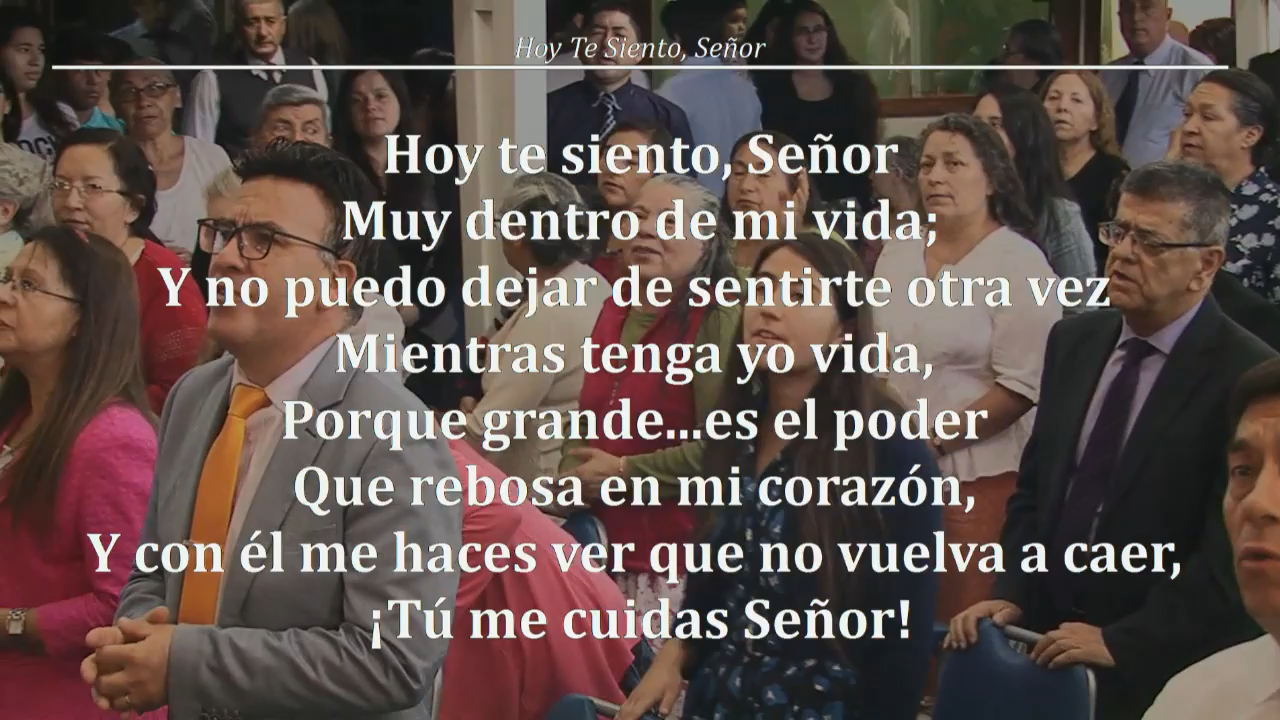 Hoy Te Siento, Señor
Hoy te siento, Señor
Muy dentro de mi vida;
Y no puedo dejar de sentirte otra vez
Mientras tenga yo vida,
Porque grande...es el poder
Que rebosa en mi corazón,
Y con él me haces ver que no vuelva a caer,
¡Tú me cuidas Señor!